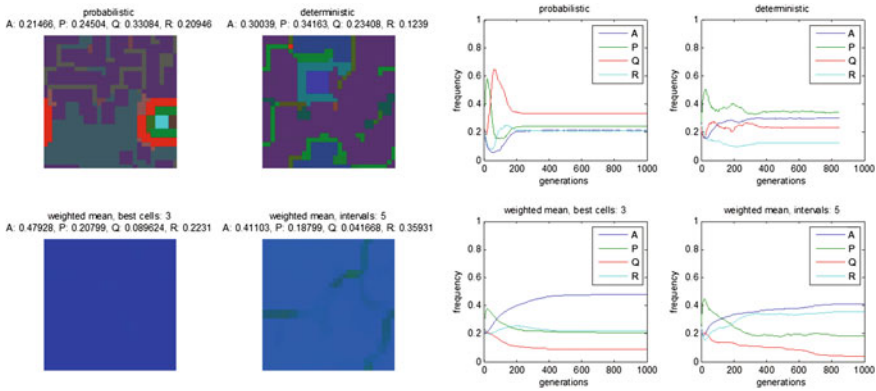 probabilistic
A: 0.21466, P: 0.24504, Q: 0.33084, R: 0.20946
deterministic
A: 0.30039, P: 0.34163, Q: 0.23408, R: 0.1239
weighted mean, best cells: 3
A: 0.47928, P: 0.20799, Q: 0.089624, R: 0.2231
weighted mean, intervals: 5
A: 0.41103, P: 0.18799, Q: 0.041668, R: 0.35931
probabilistic
frequency
1
0.8
0.6
0.4
0.2
0
0 200 400 600 800 1000
generations
A
P
Q
R
deterministic
frequency
1
0.8
0.6
0.4
0.2
0
0 200 400 600 800 1000
generations
A
P
Q
R
weighted mean, best cells: 3
frequency
1
0.8
0.6
0.4
0.2
0
0 200 400 600 800 1000
generations
A
P
Q
R
weighted mean, intervals: 5
frequency
1
0.8
0.6
0.4
0.2
0
0 200 400 600 800 1000
generations
A
P
Q
R